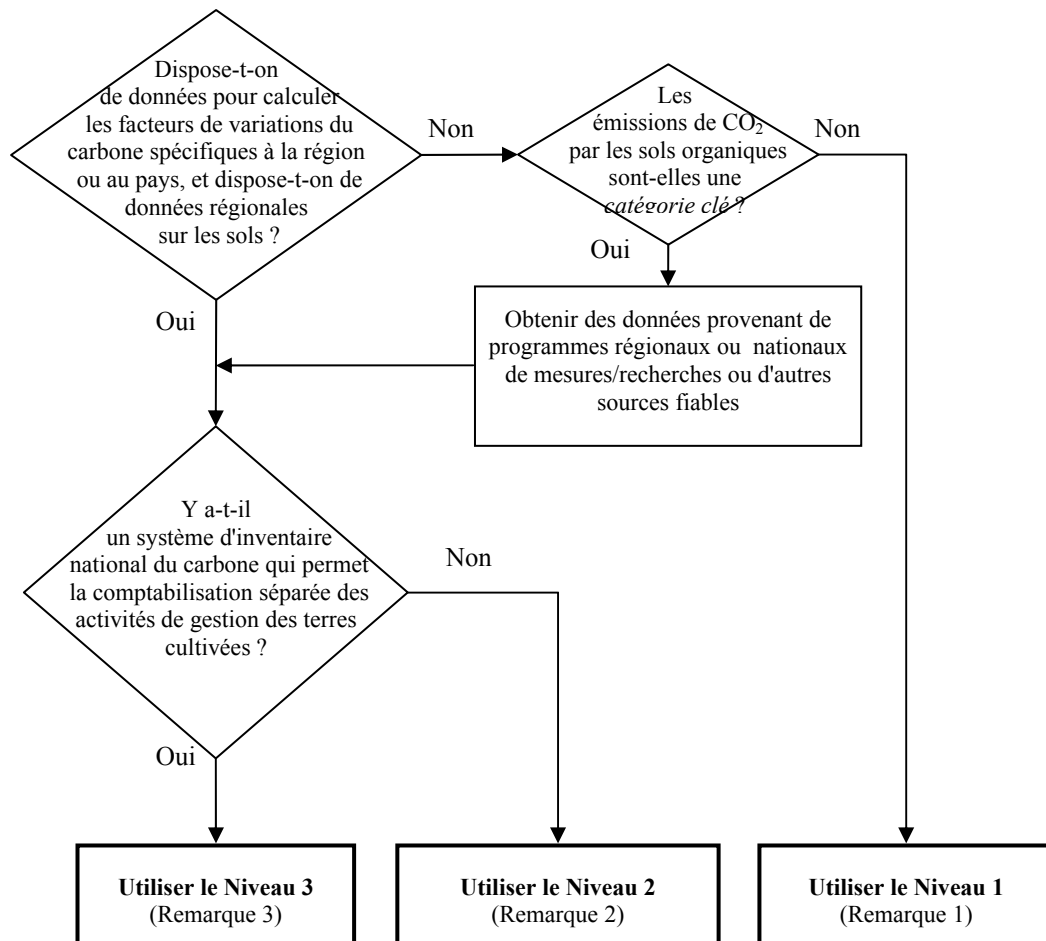 Dispose-t-on
de données pour calculer
les facteurs de variations du
carbone spécifiques à la région
ou au pays, et dispose-t-on de
données régionales
sur les sols ?
Non
Les
émissions de CO₂
par les sols organiques
sont-elles une
catégorie clé ?
Non
Oui
Oui
Obtenir des données provenant de
programmes régionaux ou nationaux
de mesures/recherches ou d'autres
sources fiables
Y a-t-il
un système d'inventaire
national du carbone qui permet
la comptabilisation séparée des
activités de gestion des terres
cultivées ?
Non
Oui
Utiliser le Niveau 3
(Remarque 3)
Utiliser le Niveau 2
(Remarque 2)
Utiliser le Niveau 1
(Remarque 1)